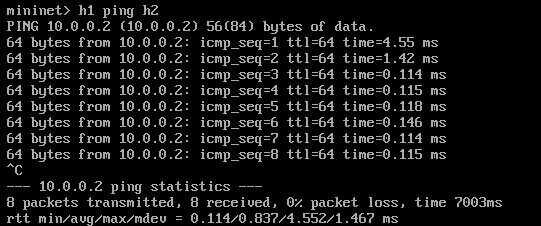 mininet> h1 ping h2
PING 10.0.0.2 (10.0.0.2) 56(84) bytes of data.
64 bytes from 10.0.0.2: icmp_seq=1 ttl=64 time=4.55 ms
64 bytes from 10.0.0.2: icmp_seq=2 ttl=64 time=1.42 ms
64 bytes from 10.0.0.2: icmp_seq=3 ttl=64 time=0.114 ms
64 bytes from 10.0.0.2: icmp_seq=4 ttl=64 time=0.115 ms
64 bytes from 10.0.0.2: icmp_seq=5 ttl=64 time=0.118 ms
64 bytes from 10.0.0.2: icmp_seq=6 ttl=64 time=0.146 ms
64 bytes from 10.0.0.2: icmp_seq=7 ttl=64 time=0.114 ms
64 bytes from 10.0.0.2: icmp_seq=8 ttl=64 time=0.115 ms
^C
--- 10.0.0.2 ping statistics ---
8 packets transmitted, 8 received, 0% packet loss, time 7003ms
rtt min/avg/max/mdev = 0.114/0.837/4.552/1.467 ms